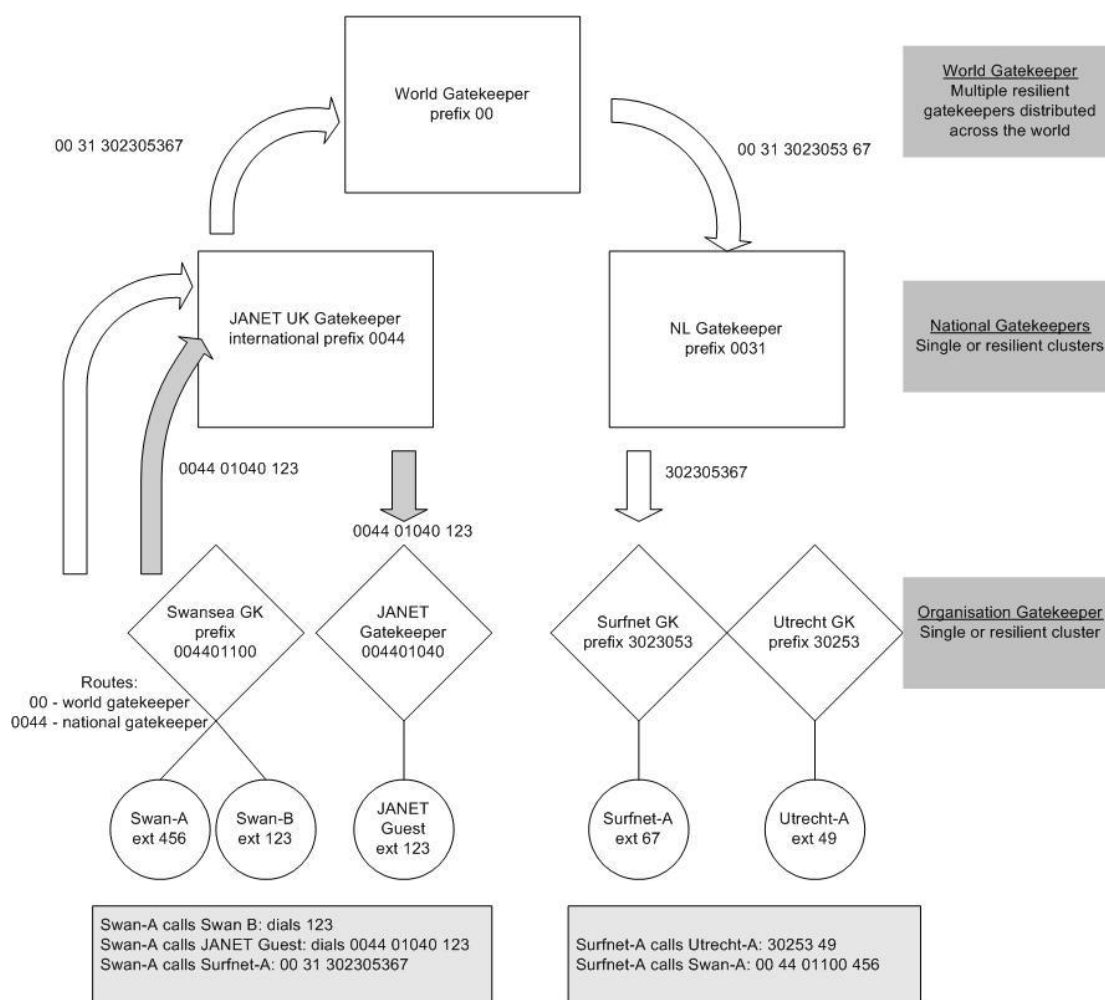 World Gatekeeper
prefix 00
World Gatekeeper
Multiple resilient
gatekeepers distributed
across the world
00 31 302305367
00 31 3023053 67
JANET UK Gatekeeper
international prefix 0044
NL Gatekeeper
prefix 0031
National Gatekeepers
Single or resilient clusters
0044 01040 123
302305367
0044 01040 123
Swansea GK
prefix
004401100
JANET
Gatekeeper
004401040
Surfnet GK
prefix 3023053
Utrecht GK
prefix 30253
Organisation Gatekeeper
Single or resilient cluster
Routes:
00 - world gatekeeper
0044 - national gatekeeper
Swan-A
ext 456
Swan-B
ext 123
JANET
Guest
ext 123
Surfnet-A
ext 67
Utrecht-A
ext 49
Swan-A calls Swan B: dials 123
Swan-A calls JANET Guest: dials 0044 01040 123
Swan-A calls Surfnet-A: 00 31 302305367
Surfnet-A calls Utrecht-A: 30253 49
Surfnet-A calls Swan-A: 00 44 01100 456